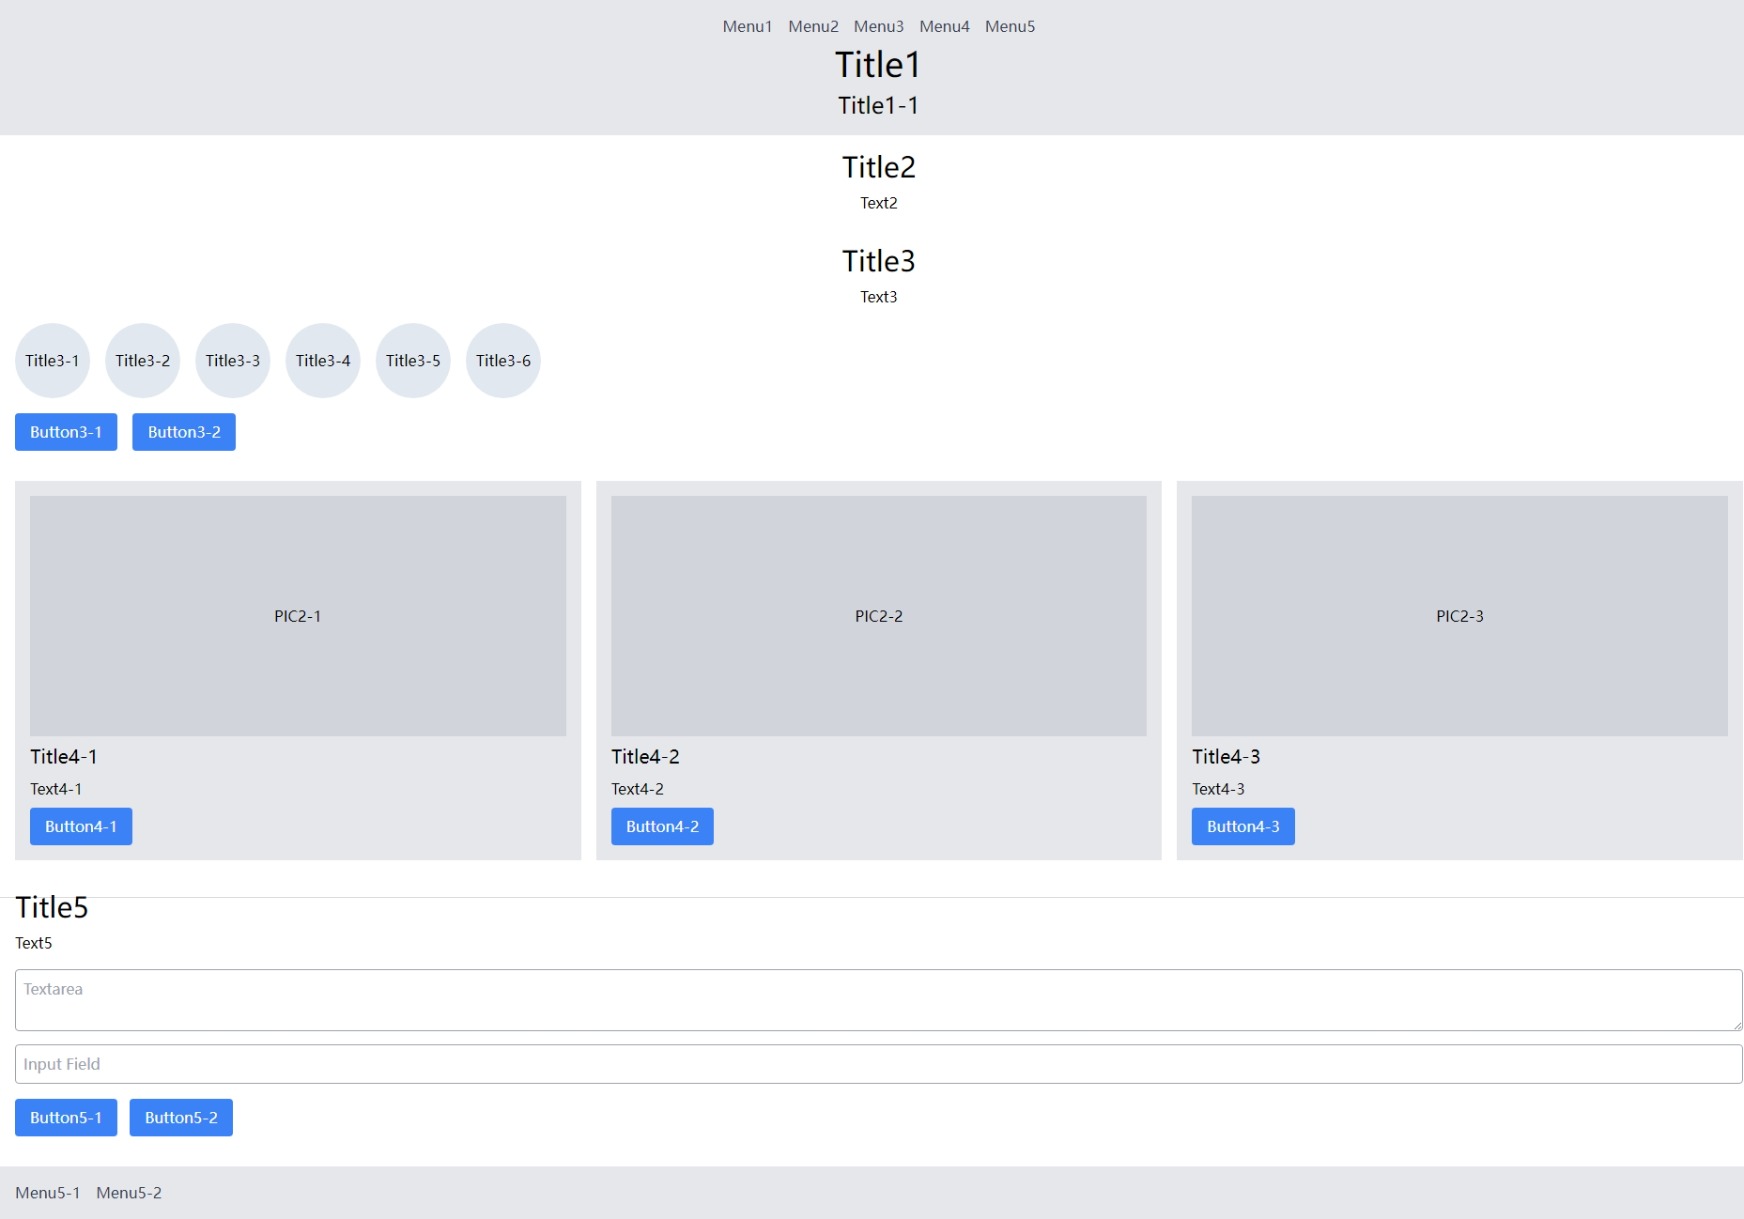 Menu1 Menu2 Menu3 Menu4 Menu5
Title1
Title1-1
Title2
Text2
Title3
Text3
Title3-1 Title3-2 Title3-3 Title3-4 Title3-5 Title3-6
Button3-1 Button3-2
PIC2-1 PIC2-2 PIC2-3
Title4-1 Title4-2 Title4-3
Text4-1 Text4-2 Text4-3
Button4-1 Button4-2 Button4-3
Title5
Text5
Textarea
Input Field
Button5-1 Button5-2
Menu5-1 Menu5-2